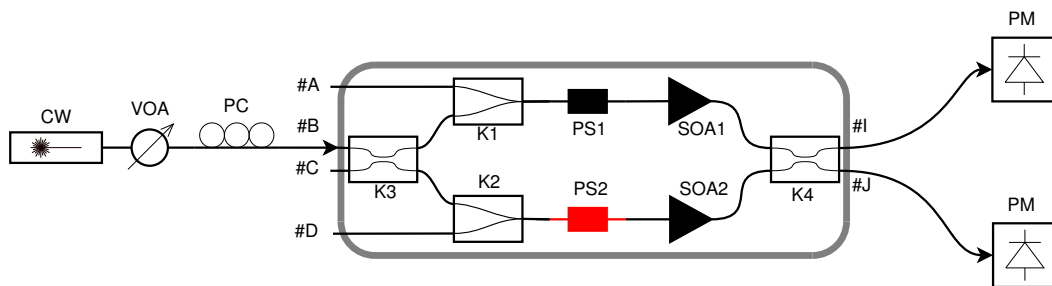 PM
#A
CW
VOA
PC
#B
K1
PS1
SOA1
#I
#C
K3
K2
PS2
SOA2
K4
#J
#D
PM